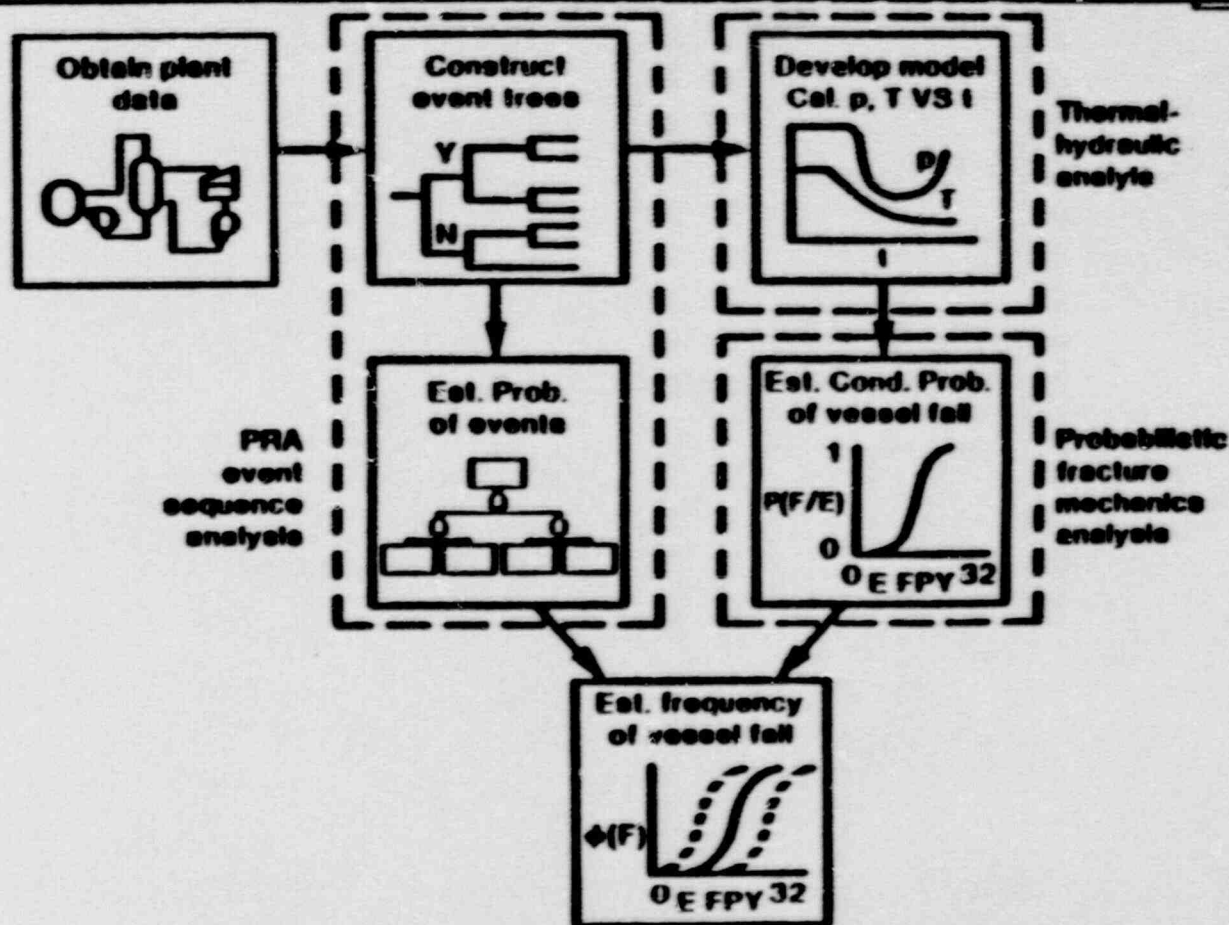 Obtain plant
data
Construct
event trees
Y
N
Develop model
Cal. p, T VS t
p
T
t
Thermal-
hydraulic
analyis
PRA
event
sequence
analysis
Est. Prob.
of events
Est. Cond. Prob.
of vessel fail
1
P(F/E)
0
0 E FPY 32
Probabilistic
fracture
mechanics
analysis
Est. frequency
of vessel fail
ϕ(F)
0 E FPY 32